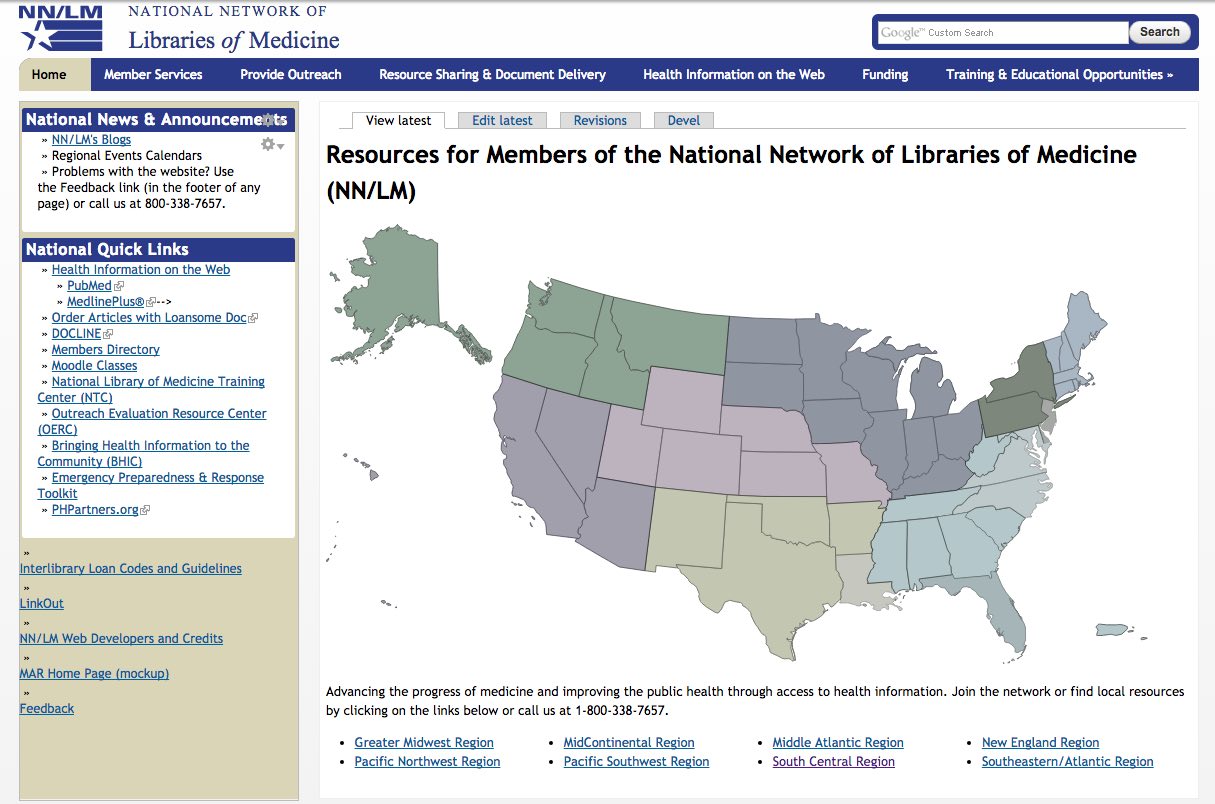 NN/LM
NATIONAL NETWORK OF
Libraries of Medicine
Google™ Custom Search
Search
Home
Member Services
Provide Outreach
Resource Sharing & Document Delivery
Health Information on the Web
Funding
Training & Educational Opportunities »
National News & Announcements
» NN/LM's Blogs
» Regional Events Calendars
» Problems with the website? Use
the Feedback link (in the footer of any
page) or call us at 800-338-7657.
National Quick Links
» Health Information on the Web
» PubMed
» MedlinePlus® -->
» Order Articles with Loansome Doc
» DOCLINE
» Members Directory
» Moodle Classes
» National Library of Medicine Training
Center (NTC)
» Outreach Evaluation Resource Center
(OERC)
» Bringing Health Information to the
Community (BHIC)
» Emergency Preparedness & Response
Toolkit
» PHPartners.org
»
Interlibrary Loan Codes and Guidelines
»
LinkOut
»
NN/LM Web Developers and Credits
»
MAR Home Page (mockup)
»
Feedback
View latest
Edit latest
Revisions
Devel
Resources for Members of the National Network of Libraries of Medicine
(NN/LM)
Advancing the progress of medicine and improving the public health through access to health information. Join the network or find local resources
by clicking on the links below or call us at 1-800-338-7657.
• Greater Midwest Region
• Pacific Northwest Region
• MidContinental Region
• Pacific Southwest Region
• Middle Atlantic Region
• South Central Region
• New England Region
• Southeastern/Atlantic Region